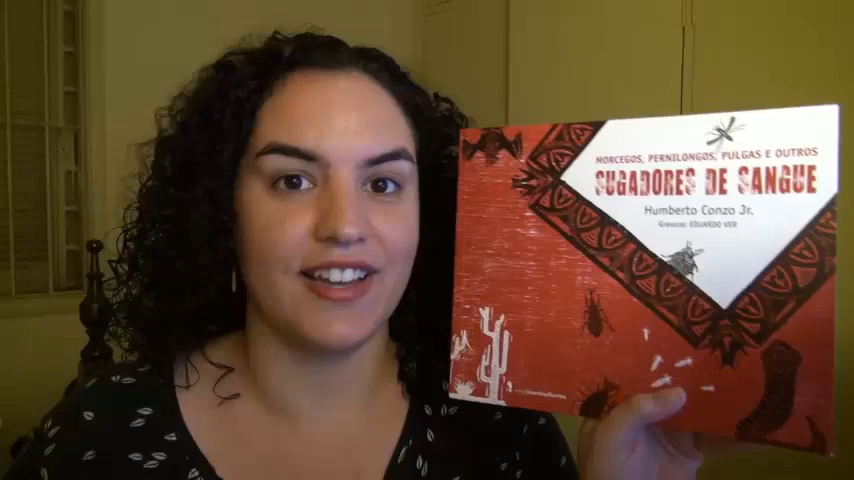 MORCEGOS, PERNILONGOS, PULGAS E OUTROS
SUGADORES DE SANGUE
Humberto Conzo Jr.
Gravuras EDUARDO VER